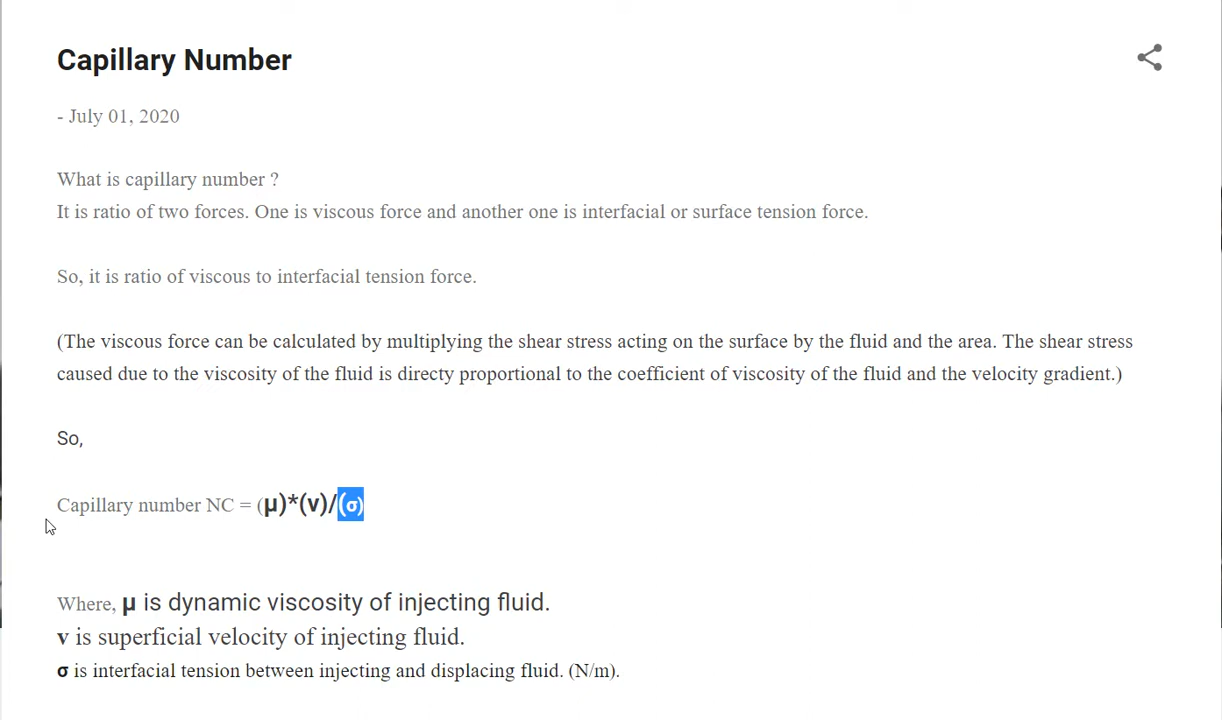 Capillary Number
- July 01, 2020
What is capillary number ?
It is ratio of two forces. One is viscous force and another one is interfacial or surface tension force.
So, it is ratio of viscous to interfacial tension force.
(The viscous force can be calculated by multiplying the shear stress acting on the surface by the fluid and the area. The shear stress
caused due to the viscosity of the fluid is directy proportional to the coefficient of viscosity of the fluid and the velocity gradient.)
So,
Capillary number NC = (μ)*(v)/(σ)
Where, μ is dynamic viscosity of injecting fluid.
v is superficial velocity of injecting fluid.
σ is interfacial tension between injecting and displacing fluid. (N/m).